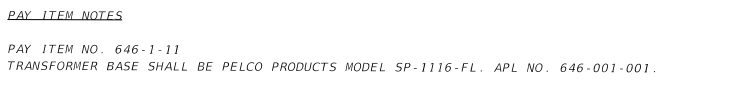 PAY ITEM NOTES
PAY ITEM NO. 646-1-11
TRANSFORMER BASE SHALL BE PELCO PRODUCTS MODEL SP-1116-FL. APL NO. 646-001-001.